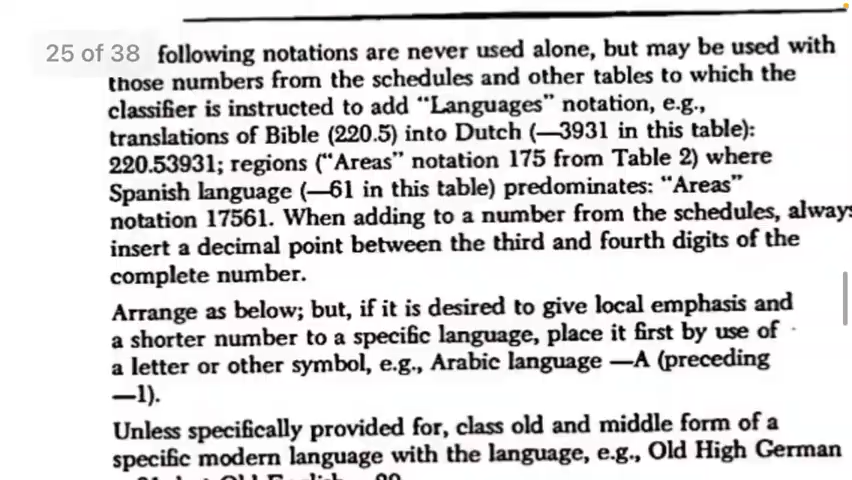 25 of 38
following notations are never used alone, but may be used with
those numbers from the schedules and other tables to which the
classifier is instructed to add "Languages" notation, e.g.,
translations of Bible (220.5) into Dutch (—3931 in this table):
220.53931; regions ("Areas" notation 175 from Table 2) where
Spanish language (—61 in this table) predominates: "Areas"
notation 17561. When adding to a number from the schedules, always
insert a decimal point between the third and fourth digits of the
complete number.
Arrange as below; but, if it is desired to give local emphasis and
a shorter number to a specific language, place it first by use of
a letter or other symbol, e.g., Arabic language —A (preceding
—1).
Unless specifically provided for, class old and middle form of a
specific modern language with the language, e.g., Old High German
Old English